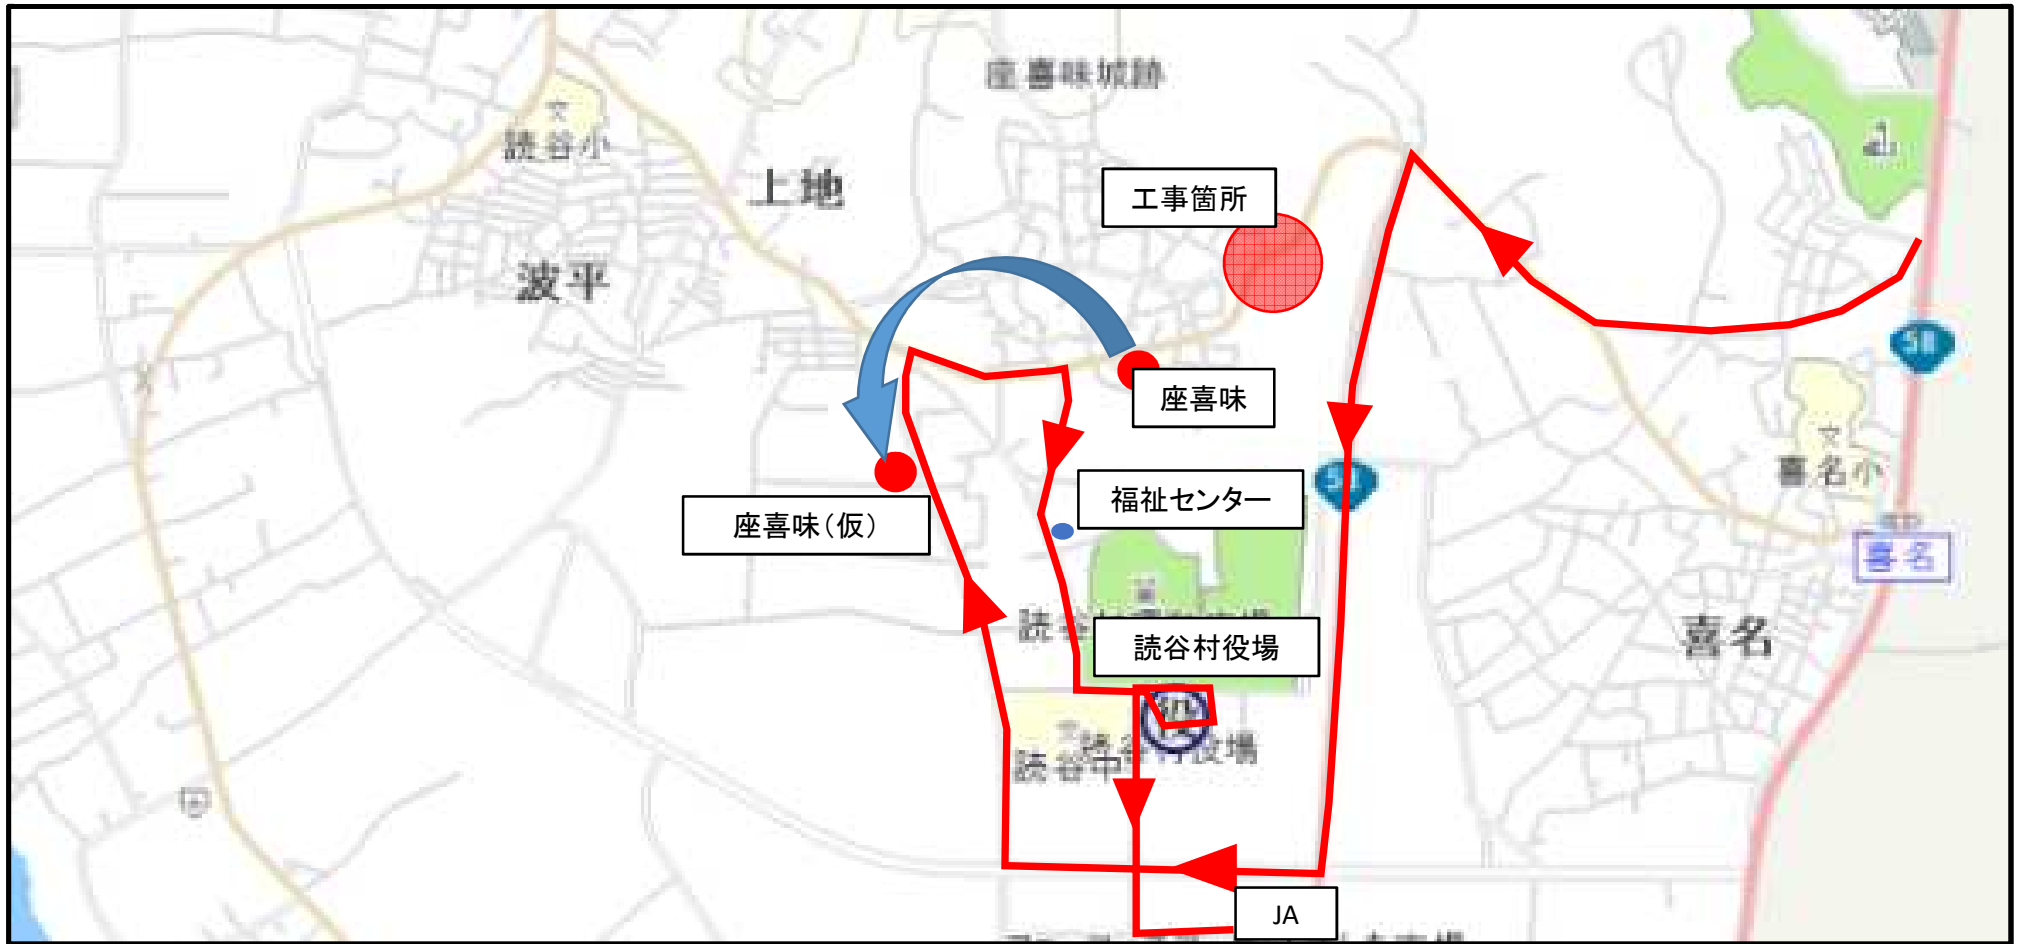 座喜味城跡
読谷小
上地
工事箇所
波平
58
座喜味
喜名小
福祉センター
座喜味（仮）
喜名
読谷村役場
喜名
読谷中
JA